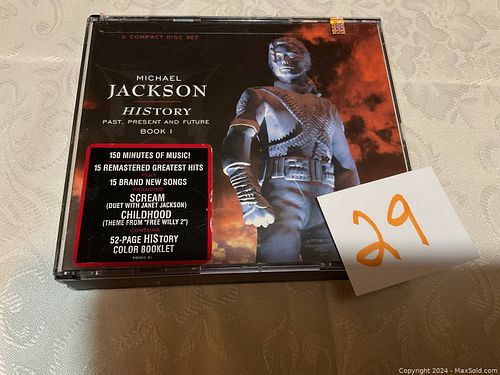 2 COMPACT DISC SET
MICHAEL
JACKSON
HISTORY
PAST, PRESENT AND FUTURE
BOOK I
150 MINUTES OF MUSIC!
15 REMASTERED GREATEST HITS
15 BRAND NEW SONGS
INCLUDING
SCREAM
(DUET WITH JANET JACKSON)
CHILDHOOD
(THEME FROM "FREE WILLY 2")
CONTAINS
52-PAGE HIStory
COLOR BOOKLET
29
Copyright © 2024 - MaxSold.com